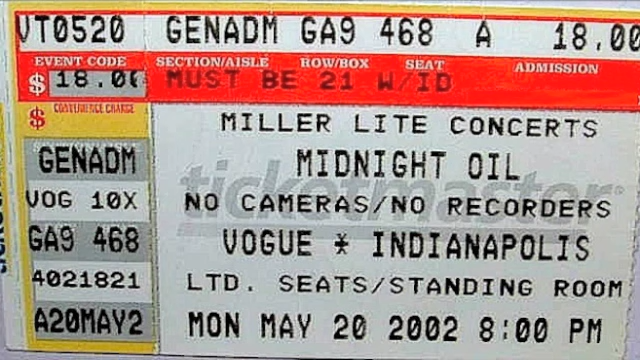 VT0520 GENADM GA9 468 A 18.00
EVENT CODE SECTION/AISLE ROW/BOX SEAT ADMISSION
$ 18.00 MUST BE 21 W/ID
$ CONVENIENCE CHARGE
MILLER LITE CONCERTS
GENADM MIDNIGHT OIL
ticketmaster
VOG 10X NO CAMERAS/NO RECORDERS
GA9 468 VOGUE * INDIANAPOLIS
4021821 LTD. SEATS/STANDING ROOM
A20MAY2 MON MAY 20 2002 8:00 PM